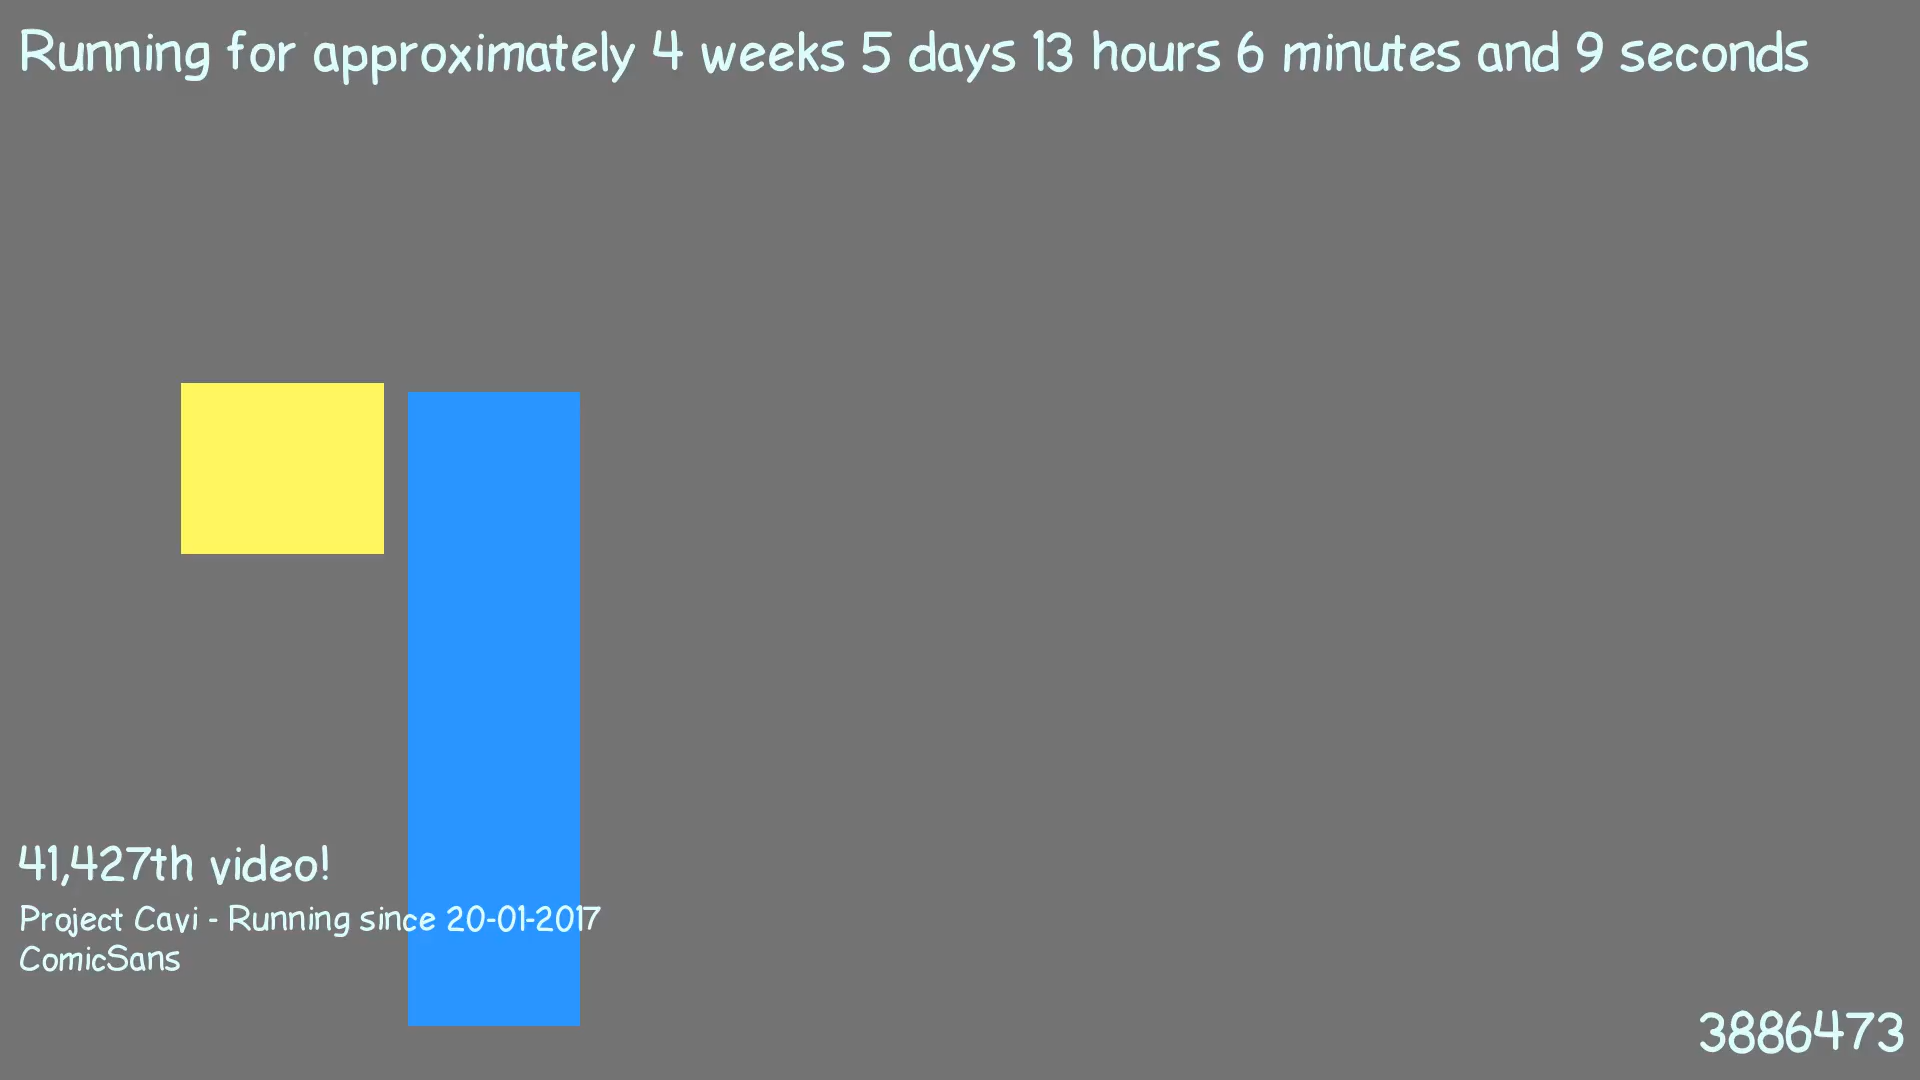 Running for approximately 4 weeks 5 days 13 hours 6 minutes and 9 seconds
41,427th video!
Project Cavi - Running since 20-01-2017
ComicSans
3886473